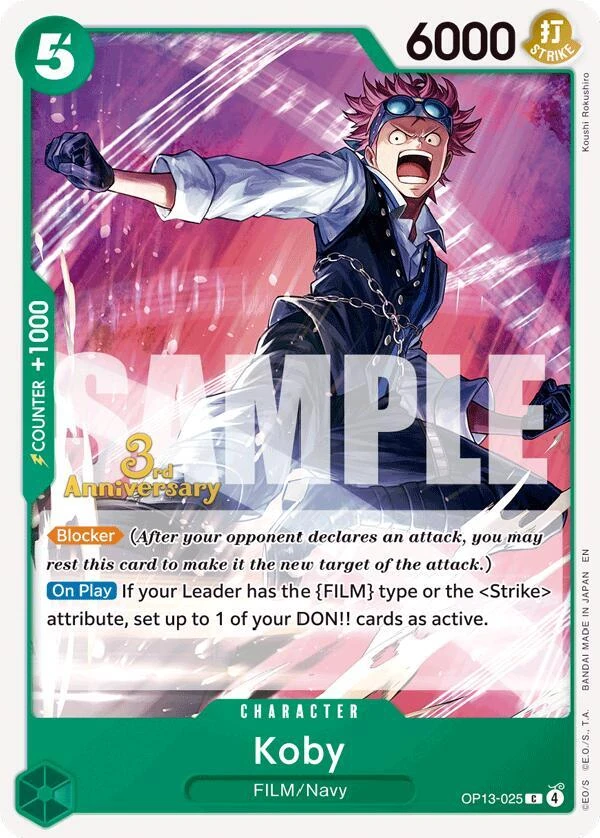 5
6000
打
STRIKE
Koushi Rokushiro
COUNTER +1000
SAMPLE
3rd
Anniversary
Blocker (After your opponent declares an attack, you may
rest this card to make it the new target of the attack.)
On Play If your Leader has the {FILM} type or the <Strike>
attribute, set up to 1 of your DON!! cards as active.
CHARACTER
Koby
FILM/Navy
OP13-025 C 4
©EO/S ©E.O./S., T.A. BANDAI MADE IN JAPAN EN